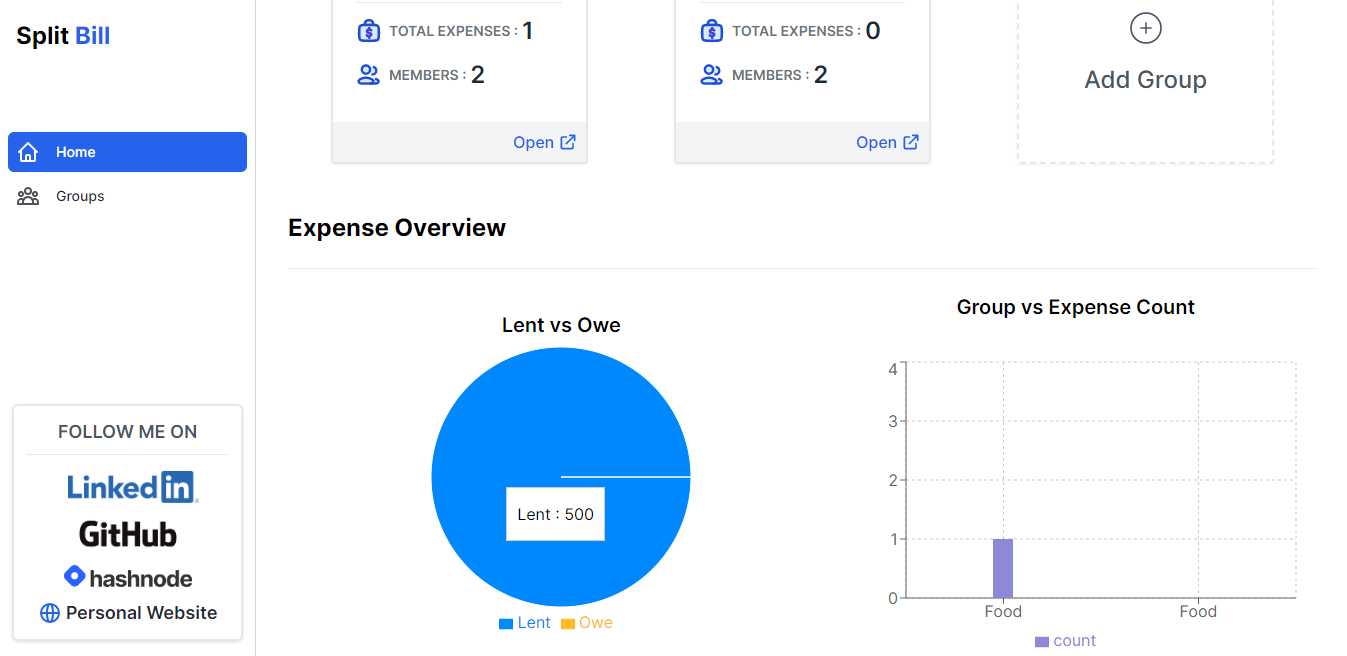 Split Bill
Home
Groups
FOLLOW ME ON
Linked in
GitHub
hashnode
Personal Website
TOTAL EXPENSES : 1
MEMBERS : 2
Open
TOTAL EXPENSES : 0
MEMBERS : 2
Open
Add Group
Expense Overview
Lent vs Owe
Lent : 500
Lent Owe
Group vs Expense Count
4
3
2
1
0
Food Food
count